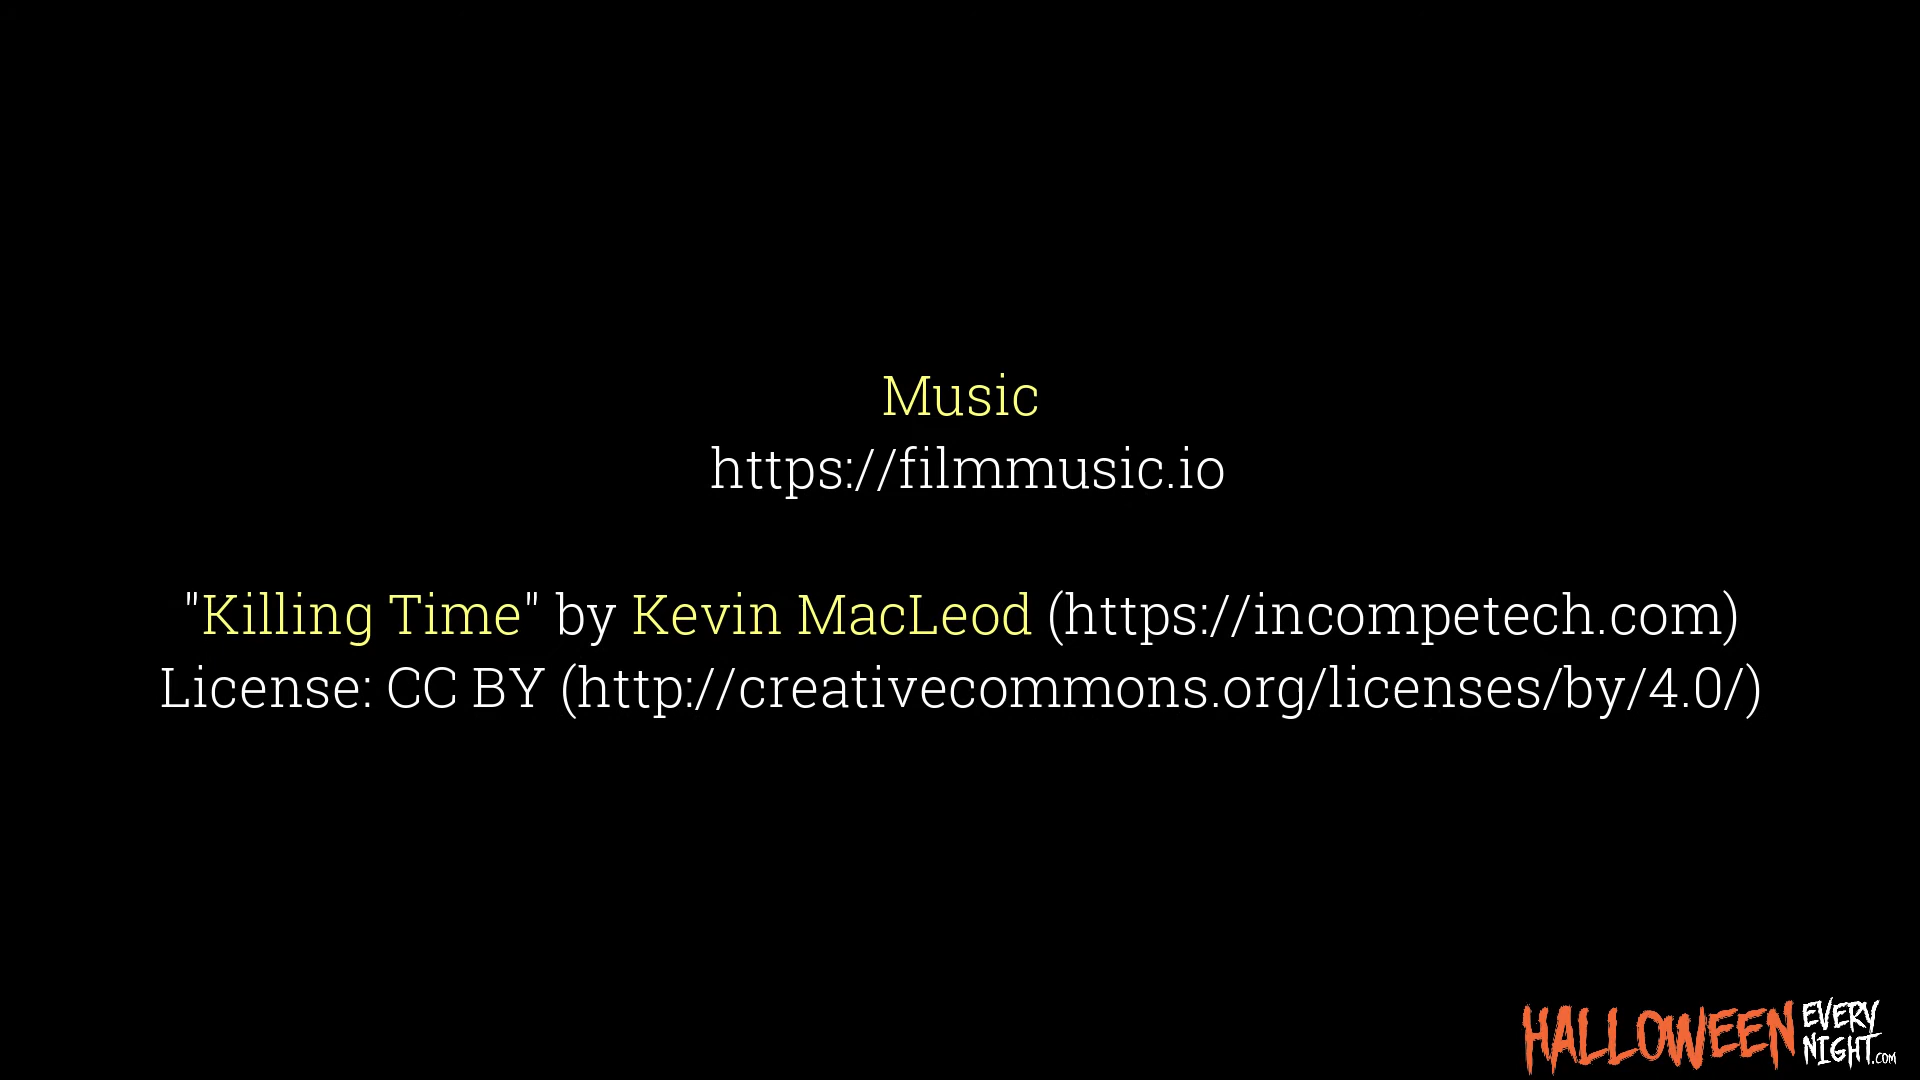 Music
https://filmmusic.io
"Killing Time" by Kevin MacLeod (https://incompetech.com)
License: CC BY (http://creativecommons.org/licenses/by/4.0/)
HALLOWEEN EVERY NIGHT.COM